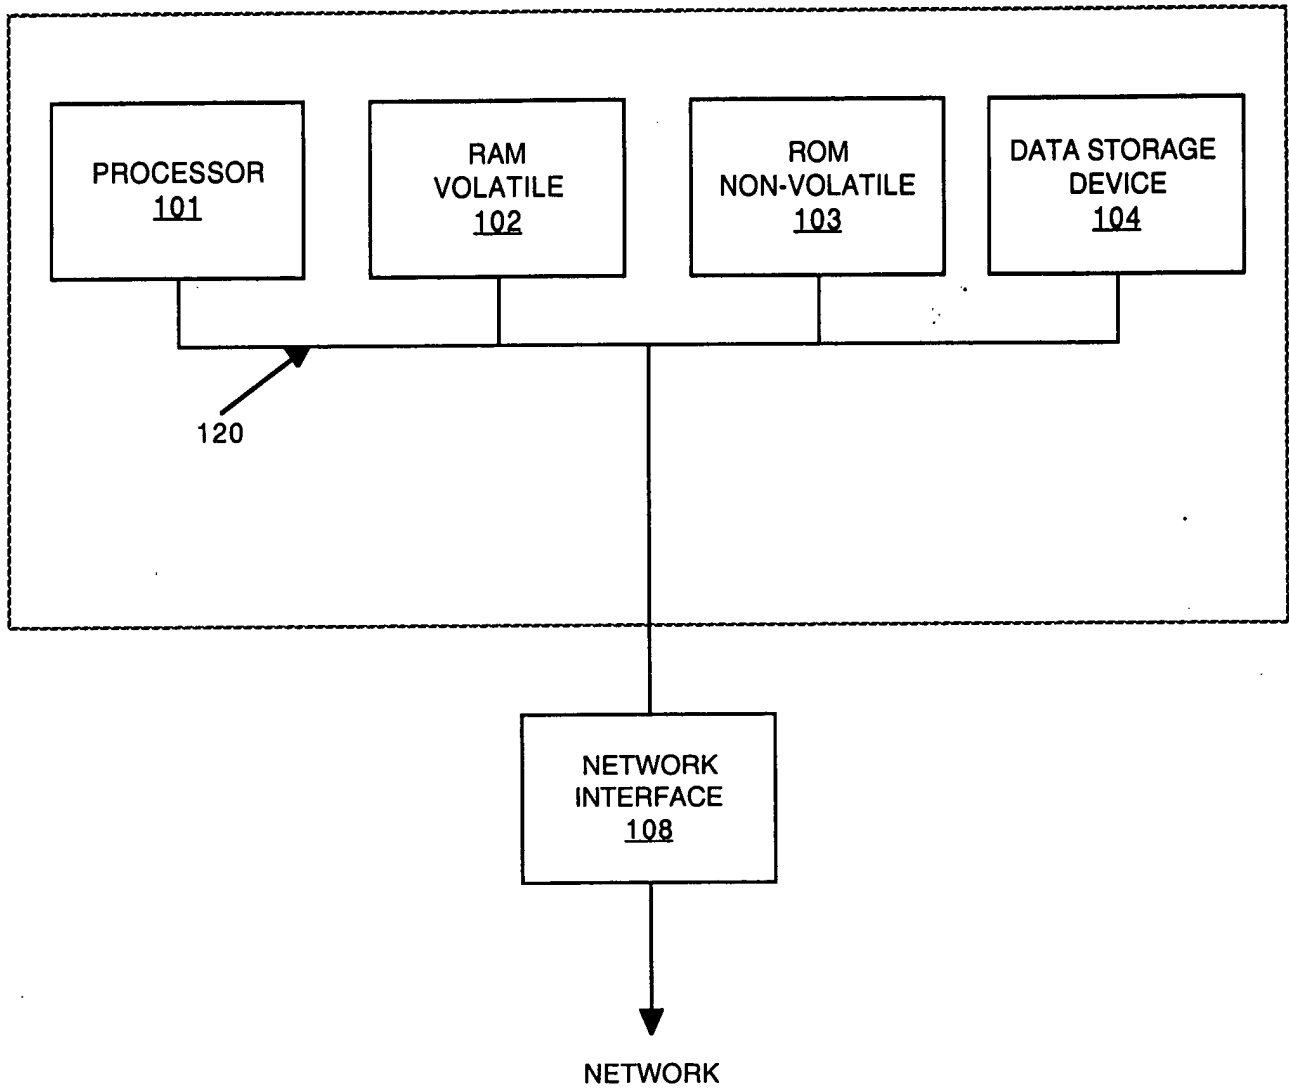 PROCESSOR
101
RAM
VOLATILE
102
ROM
NON-VOLATILE
103
DATA STORAGE
DEVICE
104
120
NETWORK
INTERFACE
108
NETWORK